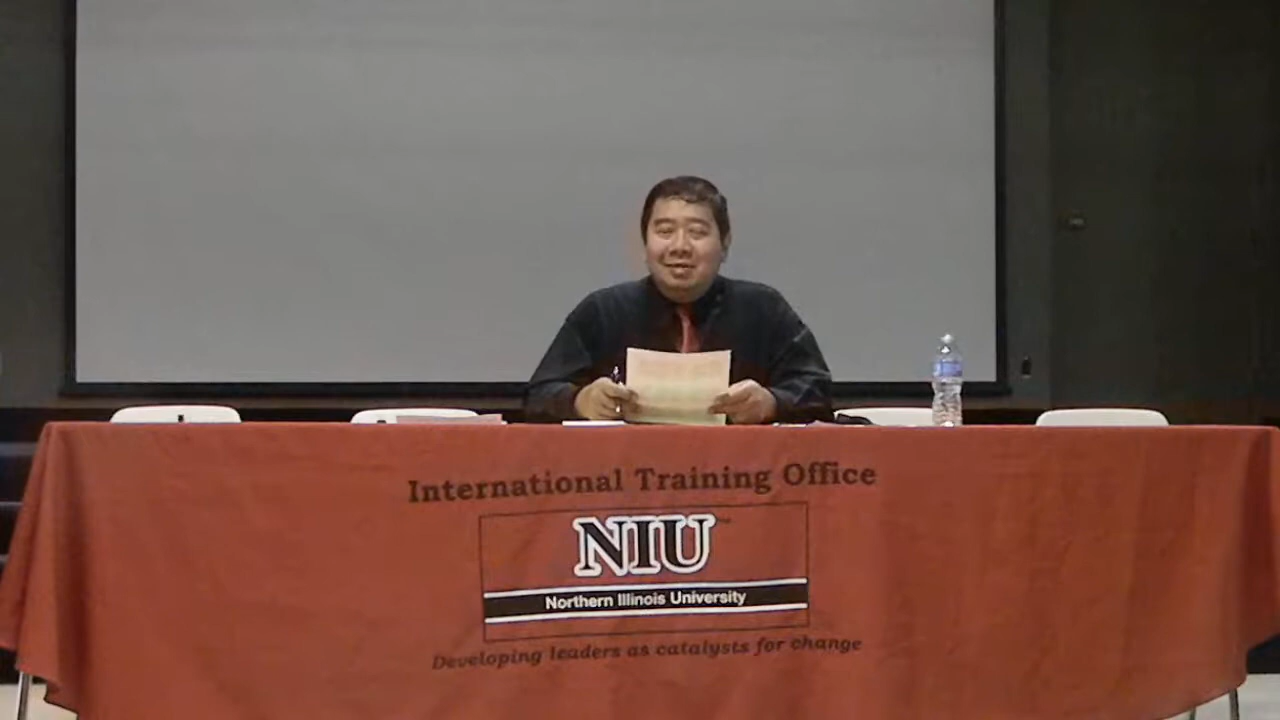 International Training Office
NIU
Northern Illinois University
Developing leaders as catalysts for change